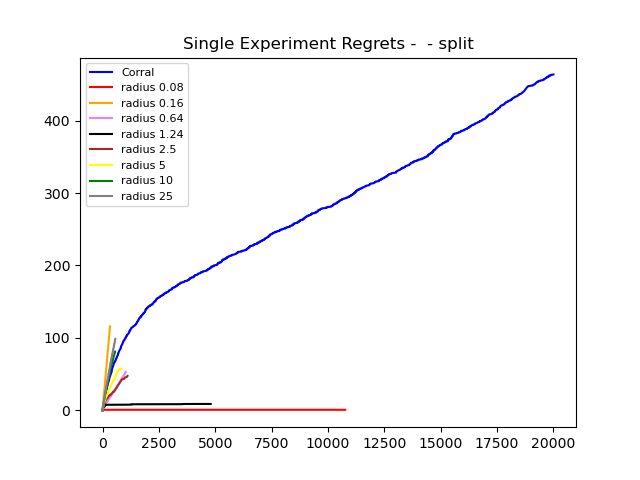 Single Experiment Regrets -  - split
Corral
radius 0.08
radius 0.16
radius 0.64
radius 1.24
radius 2.5
radius 5
radius 10
radius 25
400
300
200
100
0
0 2500 5000 7500 10000 12500 15000 17500 20000